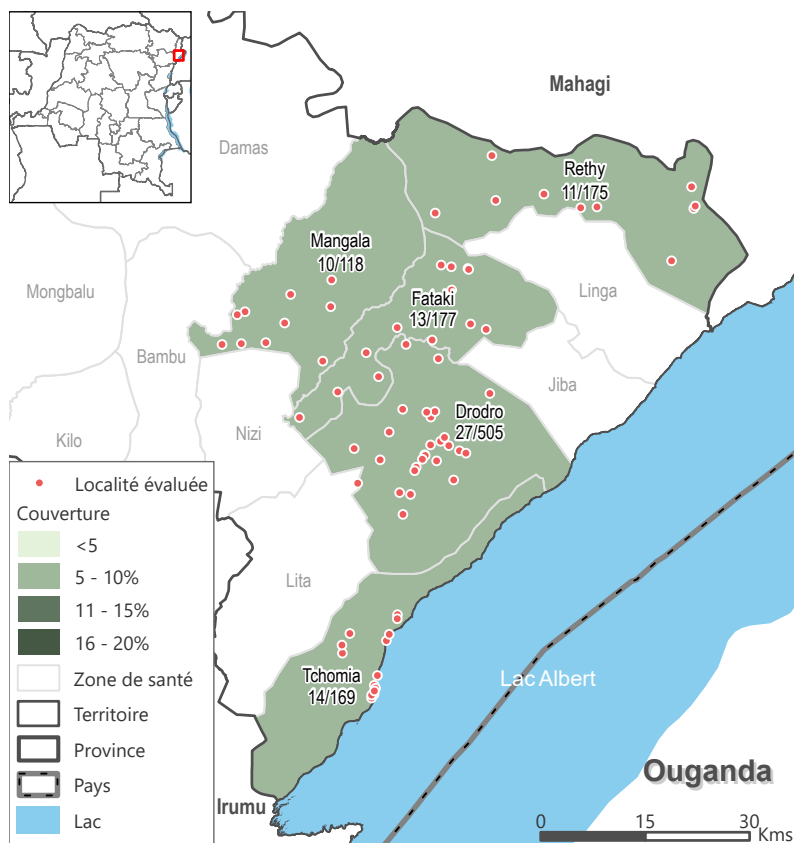 Mahagi
Damas
Rethy
11/175
Mangala
10/118
Mongbalu
Fataki
13/177
Linga
Bambu
Jiba
Drodro
27/505
Nizi
Kilo
Localité évaluée
Couverture
<5
5 - 10%
11 - 15%
16 - 20%
Zone de santé
Territoire
Province
Pays
Lac
Lita
Tchomia
14/169
Lac Albert
Ouganda
Irumu
0 15 30
Kms